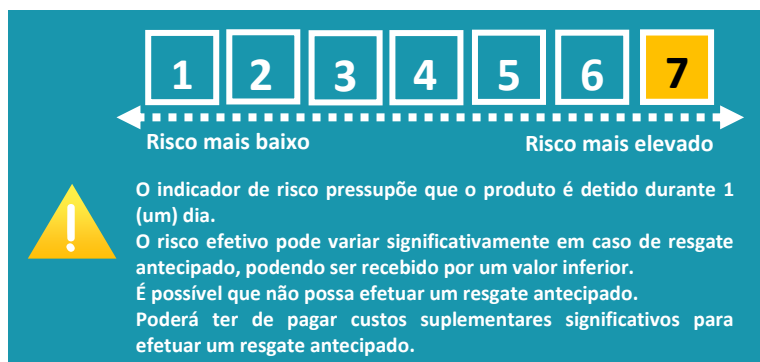 1 2 3 4 5 6 7
Risco mais baixo Risco mais elevado
O indicador de risco pressupõe que o produto é detido durante 1
(um) dia.
O risco efetivo pode variar significativamente em caso de resgate
antecipado, podendo ser recebido por um valor inferior.
É possível que não possa efetuar um resgate antecipado.
Poderá ter de pagar custos suplementares significativos para
efetuar um resgate antecipado.